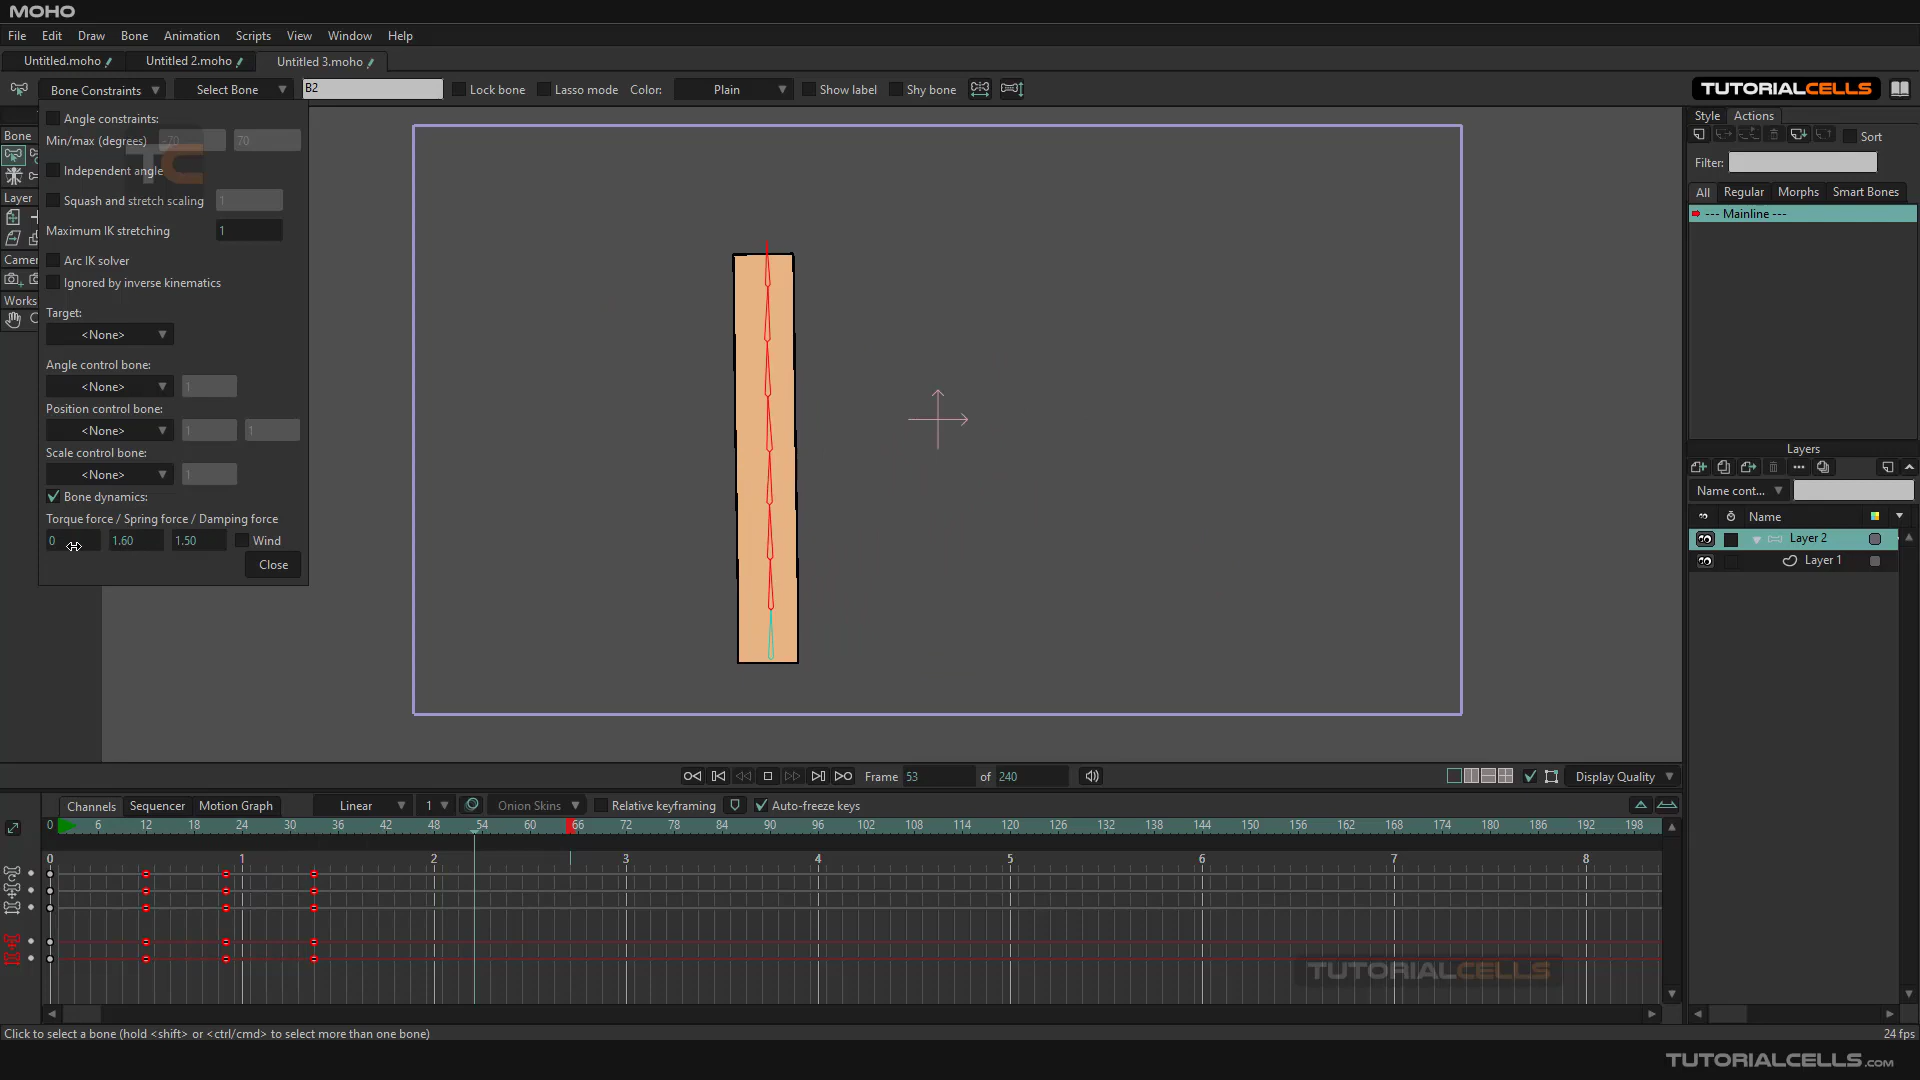 MOHO
File Edit Draw Bone Animation Scripts View Window Help
Untitled.moho Untitled 2.moho Untitled 3.moho
Bone Constraints Select Bone B2 Lock bone Lasso mode Color: Plain Show label Shy bone TUTORIALCELLS
Angle constraints:
Min/max (degrees) -70 70
Independent angle
TC
Squash and stretch scaling 1
Maximum IK stretching 1
Arc IK solver
Ignored by inverse kinematics
Target:
<None>
Angle control bone:
<None> 1
Position control bone:
<None> 1 1
Scale control bone:
<None> 1
Bone dynamics:
Torque force / Spring force / Damping force
0 1.60 1.50 Wind
Close
Bone
Layer
Camer
Works
Style Actions
Sort
Filter:
All Regular Morphs Smart Bones
--- Mainline ---
Layers
Name cont...
Name
Layer 2
Layer 1
Frame 53 of 240 Display Quality
Channels Sequencer Motion Graph Linear 1 Onion Skins Relative keyframing Auto-freeze keys
0 6 12 18 24 30 36 42 48 54 60 66 72 78 84 90 96 102 108 114 120 126 132 138 144 150 156 162 168 174 180 186 192 198
0 1 2 3 4 5 6 7 8
TUTORIALCELLS
Click to select a bone (hold <shift> or <ctrl/cmd> to select more than one bone) 24 fps
TUTORIALCELLS.COM